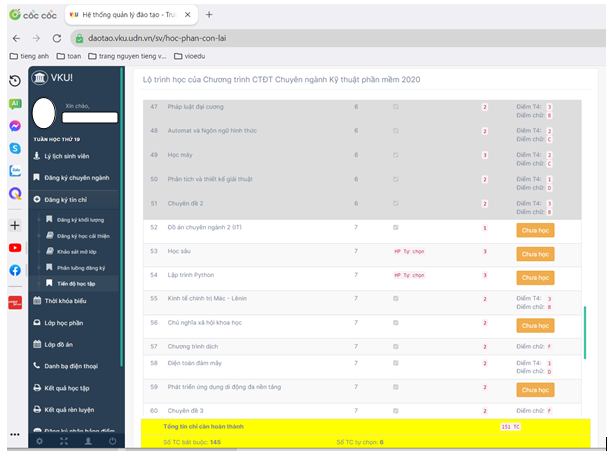 cốc cốc
Hệ thống quản lý đào tạo - Trư
daotao.vku.udn.vn/sv/hoc-phan-con-lai
tieng anh
toan
trang nguyen tieng v...
vioedu
VKU!
Xin chào,
TUẦN HỌC THỨ 19
Lý lịch sinh viên
Đăng ký chuyên ngành
Đăng ký tín chỉ
Đăng ký khối lượng
Đăng ký học cải thiện
Khảo sát mở lớp
Phân luồng đăng ký
Tiến độ học tập
Thời khóa biểu
Lớp học phần
Lớp đồ án
Danh bạ điện thoại
Kết quả học tập
Kết quả rèn luyện
Đăng ký nhận bảng điểm
Lộ trình học của Chương trình CTĐT Chuyên ngành Kỹ thuật phần mềm 2020
47 Pháp luật đại cương 6 2 Điểm T4: 3
Điểm chữ: B
48 Automat và Ngôn ngữ hình thức 6 2 Điểm T4: 2
Điểm chữ: C
49 Học máy 6 3 Điểm T4: 2
Điểm chữ: C
50 Phân tích và thiết kế giải thuật 6 2 Điểm T4: 1
Điểm chữ: D
51 Chuyên đề 2 6 2 Điểm T4: 3
Điểm chữ: B
52 Đồ án chuyên ngành 2 (IT) 7 1 Chưa học
53 Học sâu 7 HP Tự chọn 3 Chưa học
54 Lập trình Python 7 HP Tự chọn 3 Chưa học
55 Kinh tế chính trị Mác - Lênin 7 2 Điểm T4: 3
Điểm chữ: B
56 Chủ nghĩa xã hội khoa học 7 2 Chưa học
57 Chương trình dịch 7 2 Điểm chữ: F
58 Điện toán đám mây 7 2 Điểm T4: 1
Điểm chữ: D
59 Phát triển ứng dụng di động đa nền tảng 7 2 Chưa học
60 Chuyên đề 3 7 2 Điểm chữ: F
Tổng tín chỉ cần hoàn thành 151 TC
Số TC bắt buộc: 145 Số TC tự chọn: 6